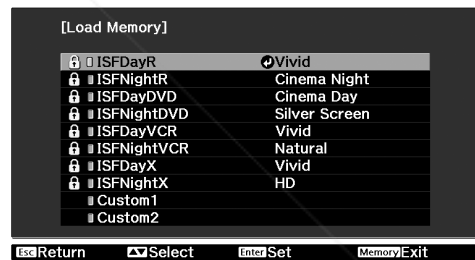 [Load Memory]
ISFDayR Vivid
ISFNightR Cinema Night
ISFDayDVD Cinema Day
ISFNightDVD Silver Screen
ISFDayVCR Vivid
ISFNightVCR Natural
ISFDayX Vivid
ISFNightX HD
Custom1
Custom2
Esc Return Select Enter Set Memory Exit